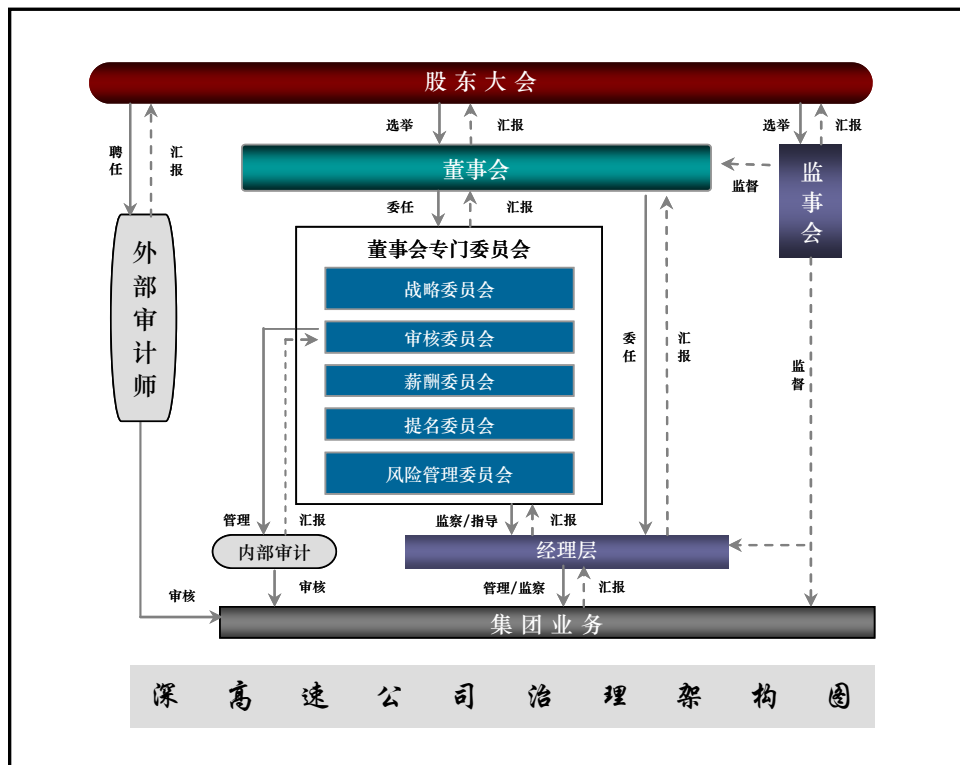 股东大会
选举
汇报
选举
汇报
聘任
汇报
董事会
监事会
监督
委任
汇报
外部审计师
董事会专门委员会
战略委员会
审核委员会
薪酬委员会
提名委员会
风险管理委员会
委任
汇报
监督
管理
汇报
监察/指导
汇报
内部审计
经理层
审核
审核
管理/监察
汇报
集团业务
深高速公司治理架构图